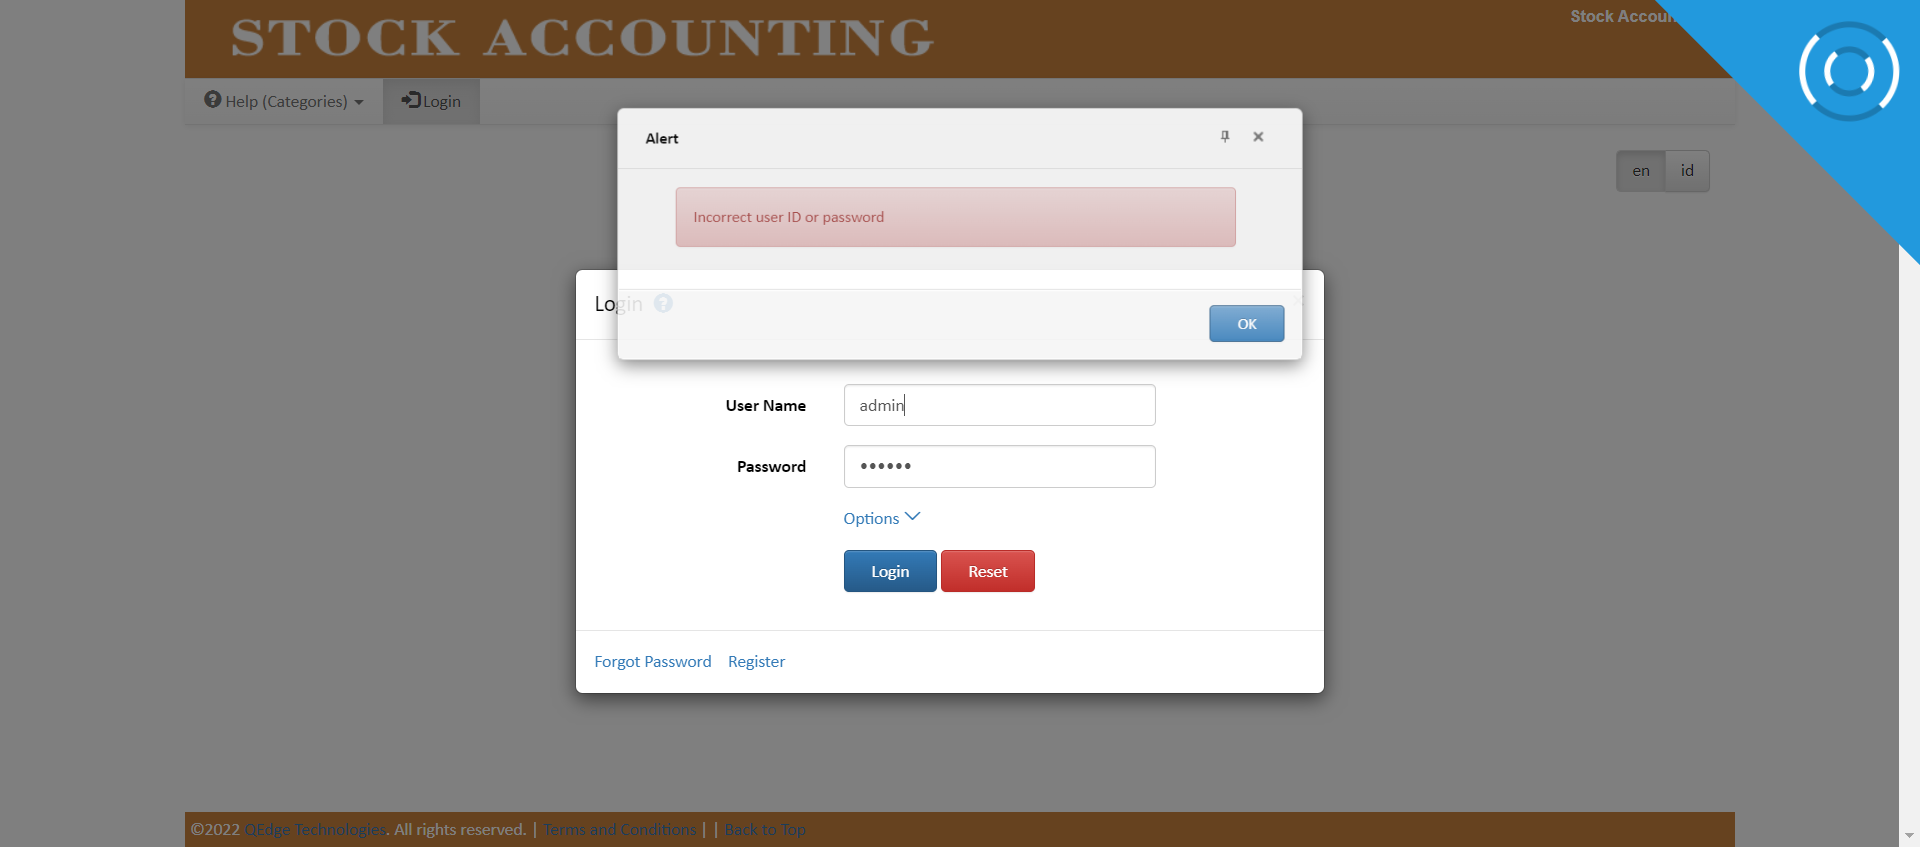 STOCK ACCOUNTING
Stock Accoun
Help (Categories)
Login
Alert
en id
Incorrect user ID or password
Login
OK
User Name admin
Password ••••••
Options
Login Reset
Forgot Password Register
©2022 QEdge Technologies. All rights reserved. | Terms and Conditions | | Back to Top